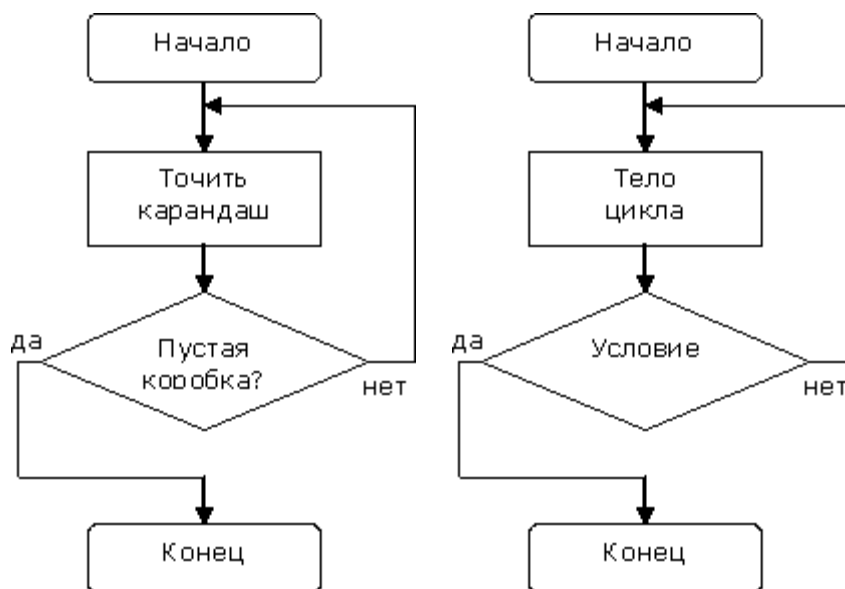 Начало
Точить
карандаш
да
Пустая
коробка?
нет
Конец
Начало
Тело
цикла
да
Условие
нет
Конец